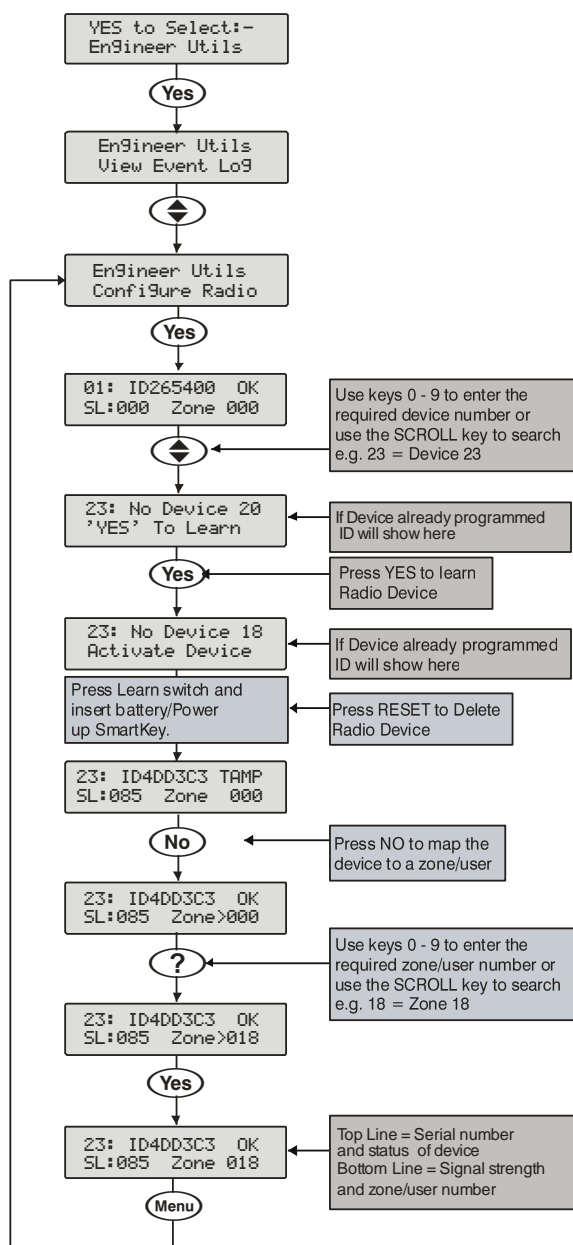 YES to Select:-
Engineer Utils
Yes
Engineer Utils
View Event Log
Engineer Utils
Configure Radio
Yes
01: ID265400 OK
SL:000 Zone 000
Use keys 0 - 9 to enter the
required device number or
use the SCROLL key to search
e.g. 23 = Device 23
23: No Device 20
'YES' To Learn
If Device already programmed
ID will show here
Yes
Press YES to learn
Radio Device
23: No Device 18
Activate Device
If Device already programmed
ID will show here
Press Learn switch and
insert battery/Power
up SmartKey.
Press RESET to Delete
Radio Device
23: ID4DD3C3 TAMP
SL:085 Zone 000
No
Press NO to map the
device to a zone/user
23: ID4DD3C3 OK
SL:085 Zone>000
?
Use keys 0 - 9 to enter the
required zone/user number or
use the SCROLL key to search
e.g. 18 = Zone 18
23: ID4DD3C3 OK
SL:085 Zone>018
Yes
23: ID4DD3C3 OK
SL:085 Zone 018
Top Line = Serial number
and status of device
Bottom Line = Signal strength
and zone/user number
Menu